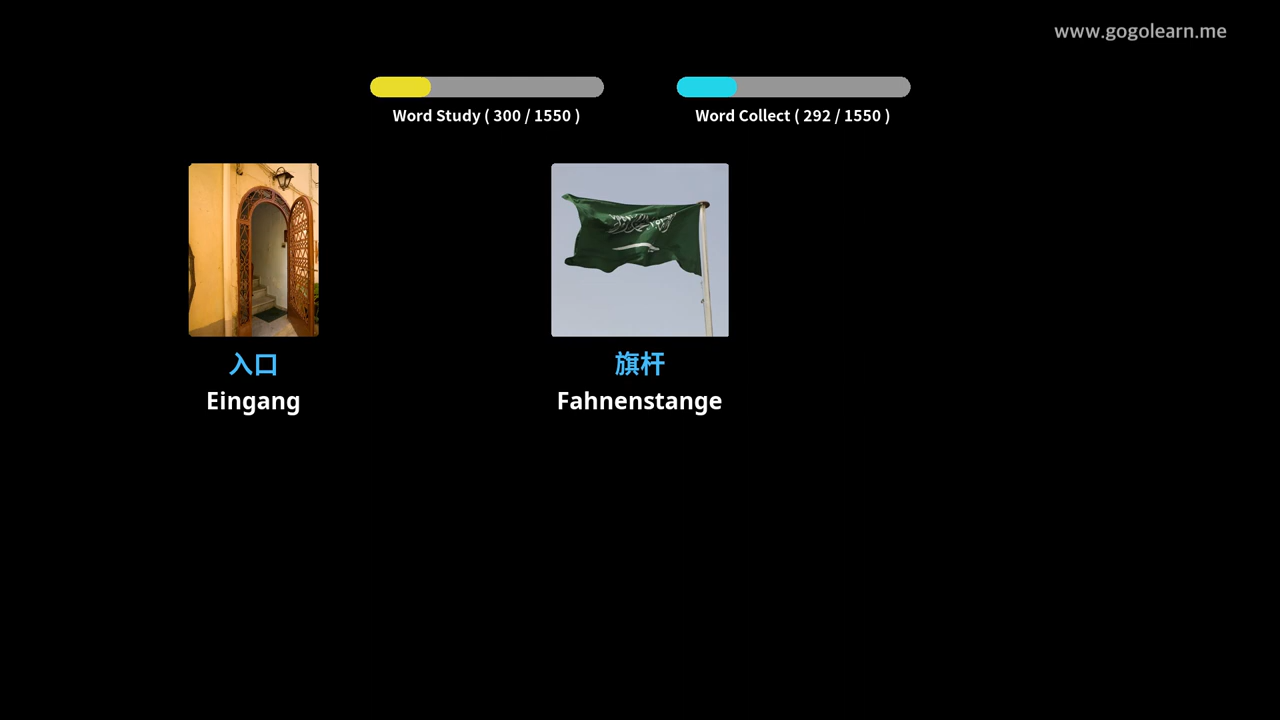 www.gogolearn.me
Word Study ( 300 / 1550 )
Word Collect ( 292 / 1550 )
入口
Eingang
旗杆
Fahnenstange